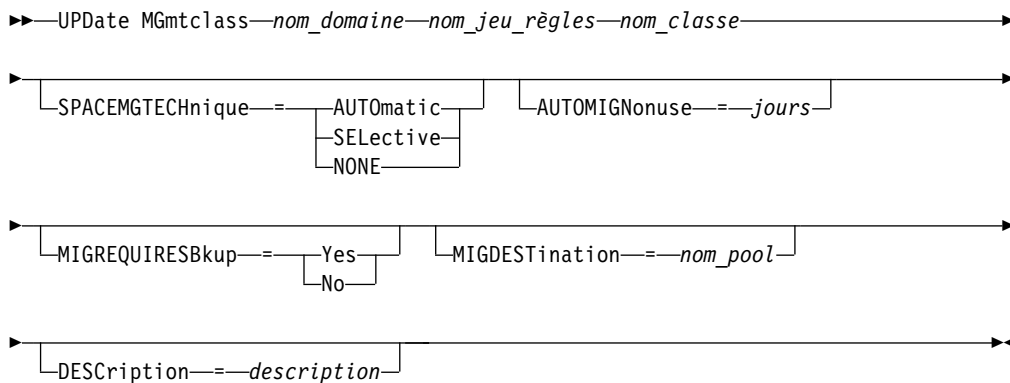 UPDate MGmtclass nom_domaine nom_jeu_règles nom_classe
SPACEMGTECHnique = AUTOmatic AUTOMIGNonuse = jours
SELective
NONE
MIGREQUIRESBkup = Yes MIGDESTination = nom_pool
No
DESCription = description